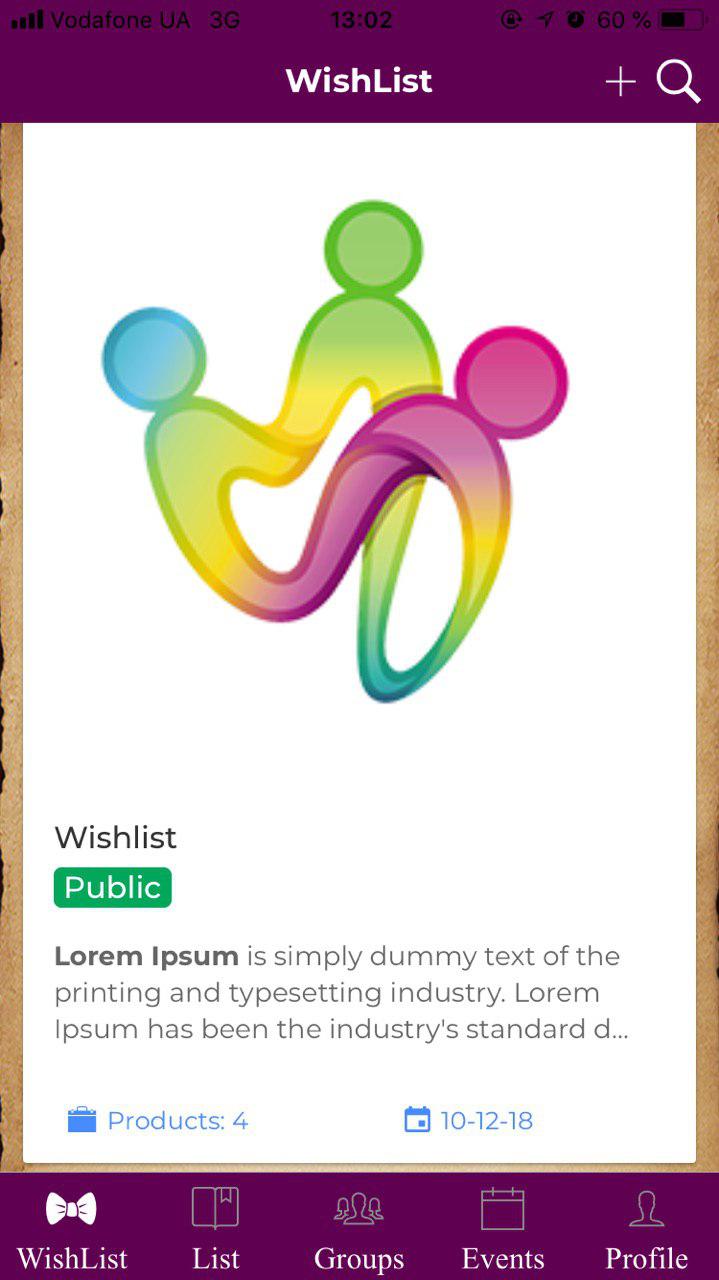 Vodafone UA 3G 13:02 60 %
WishList
Wishlist
Public
Lorem Ipsum is simply dummy text of the
printing and typesetting industry. Lorem
Ipsum has been the industry's standard d...
Products: 4 10-12-18
WishList List Groups Events Profile